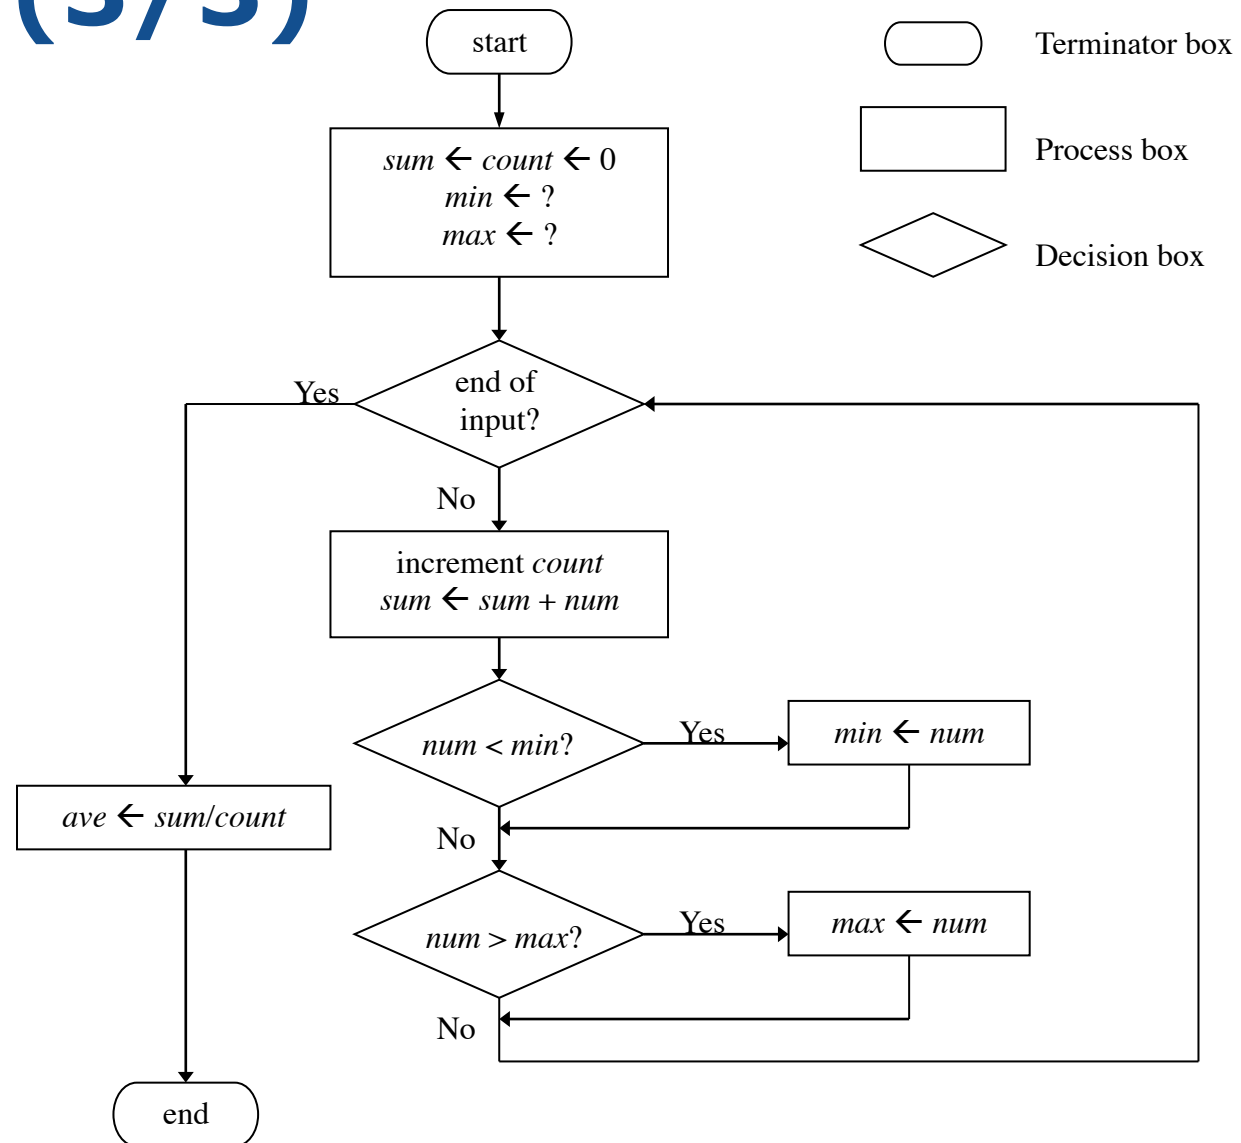 (3/3)
start
sum ← count ← 0
min ← ?
max ← ?
end of
input?
Yes
No
increment count
sum ← sum + num
num < min?
Yes
min ← num
No
num > max?
Yes
max ← num
No
ave ← sum/count
end
Terminator box
Process box
Decision box